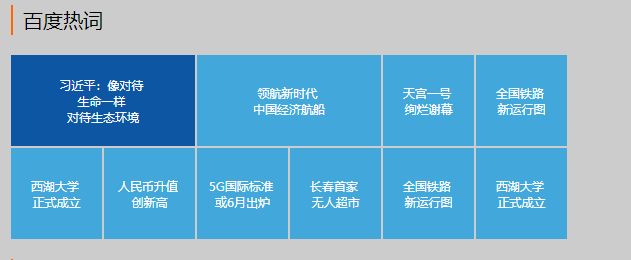 百度热词
习近平：像对待
生命一样
对待生态环境
领航新时代
中国经济航船
天宫一号
绚烂谢幕
全国铁路
新运行图
西湖大学
正式成立
人民币升值
创新高
5G国际标准
或6月出炉
长春首家
无人超市
全国铁路
新运行图
西湖大学
正式成立